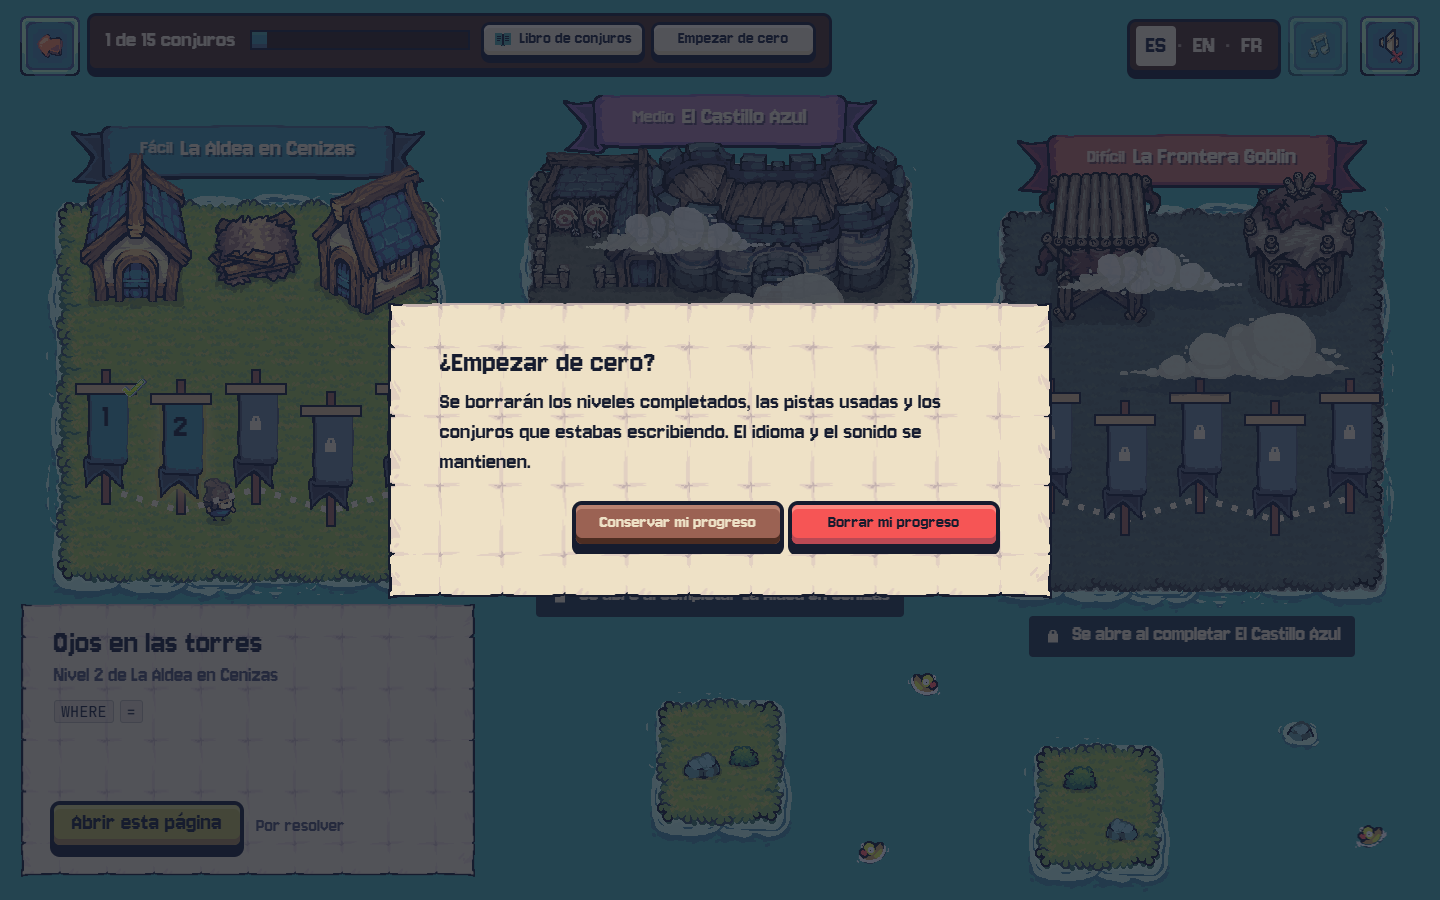 1 de 15 conjuros
Libro de conjuros
Empezar de cero
ES · EN · FR
Fácil La Aldea en Cenizas
Medio El Castillo Azul
Difícil La Frontera Goblin
1
2
¿Empezar de cero?
Se borrarán los niveles completados, las pistas usadas y los
conjuros que estabas escribiendo. El idioma y el sonido se
mantienen.
Conservar mi progreso
Borrar mi progreso
Se abre al completar El Castillo Azul
Ojos en las torres
Nivel 2 de La Aldea en Cenizas
WHERE =
Abrir esta página
Por resolver